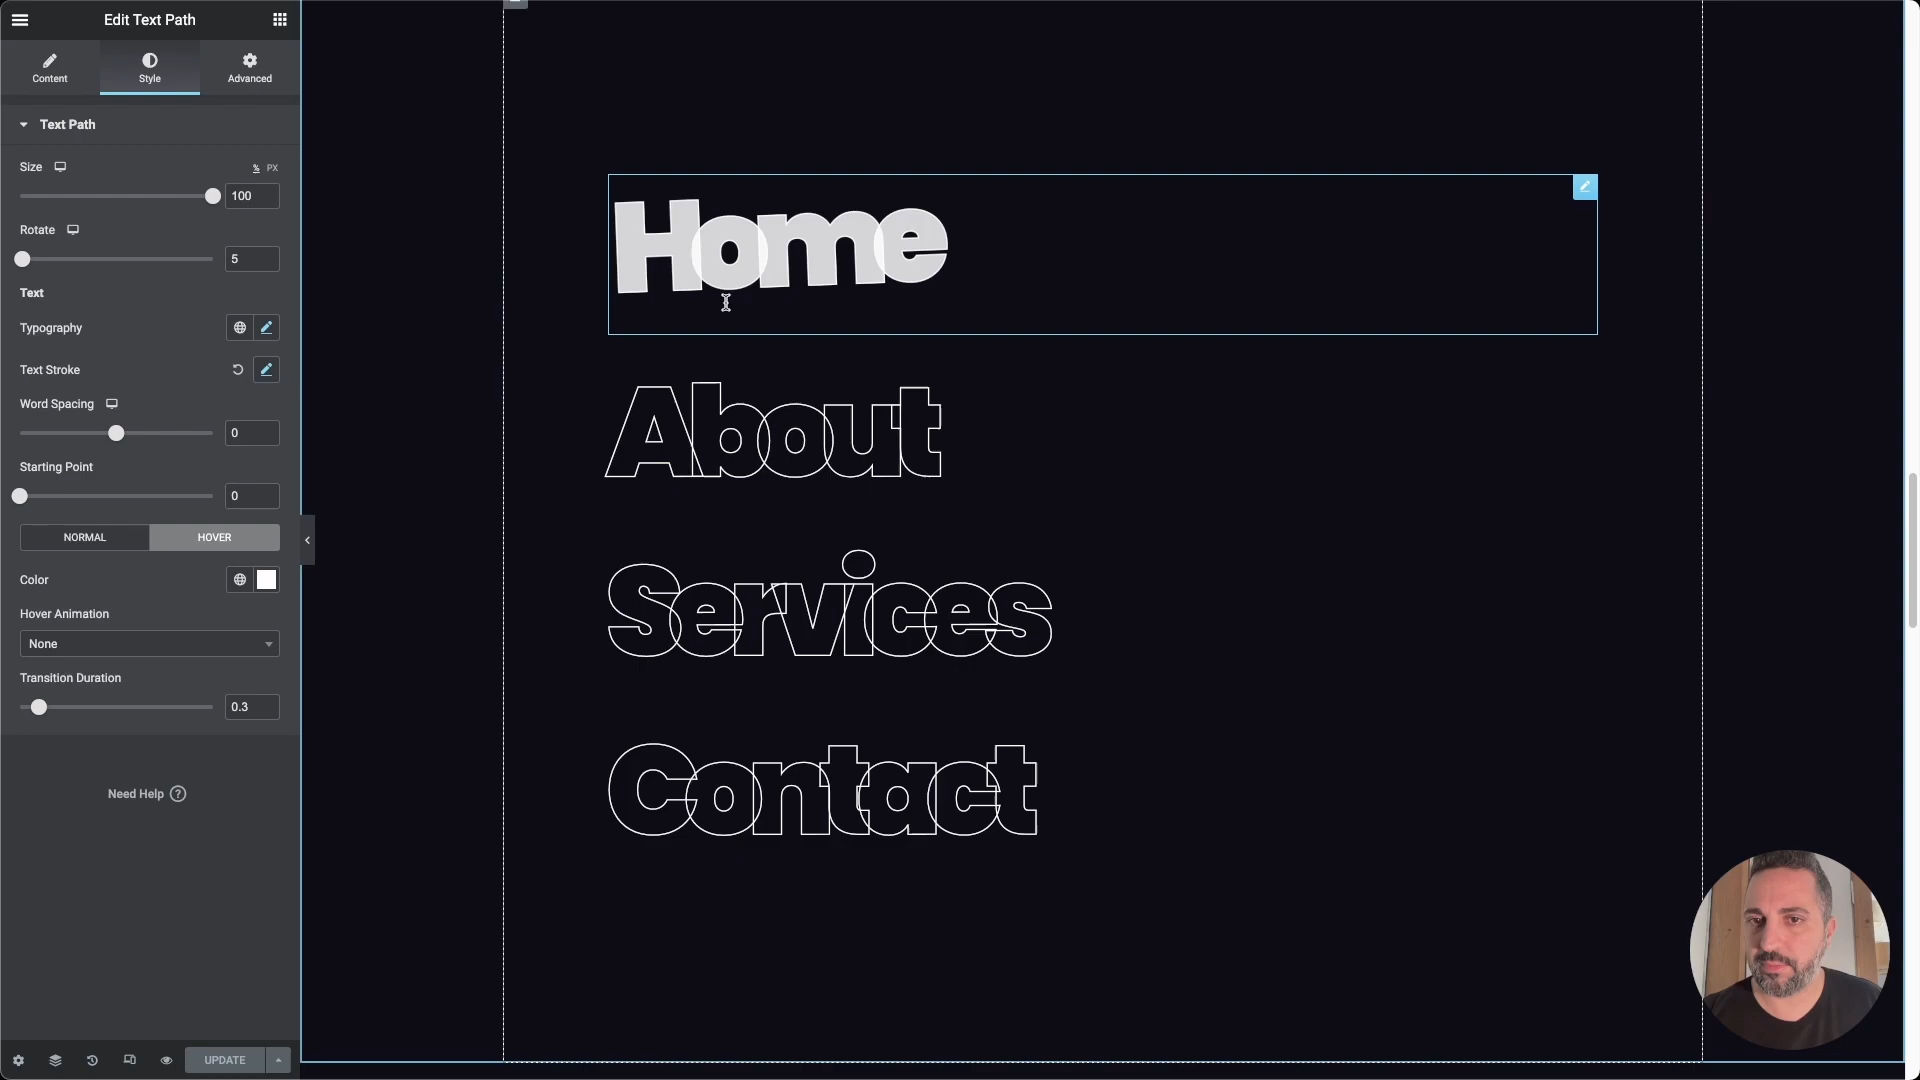 Edit Text Path
Content
Style
Advanced
Text Path
Size
% PX
100
Rotate
5
Text
Typography
Text Stroke
Word Spacing
0
Starting Point
0
NORMAL
HOVER
Color
Hover Animation
None
Transition Duration
0.3
Need Help ?
UPDATE
Home
About
Services
Contact